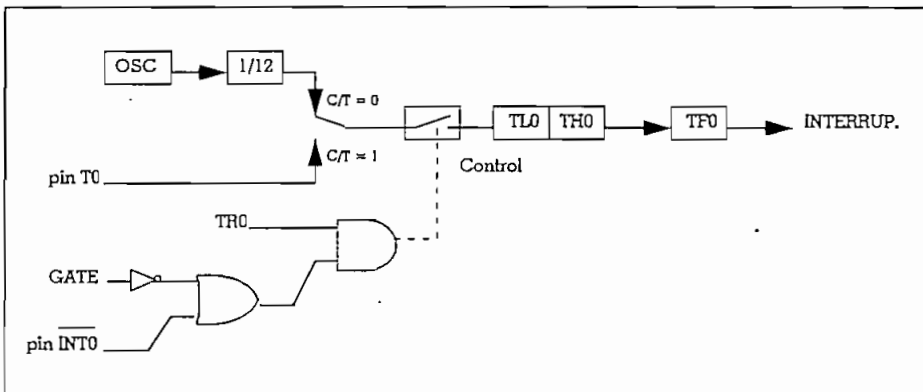 OSC
1/12
C/T = 0
TL0
TH0
TF0
INTERRUP.
C/T = 1
Control
pin T0
TR0
GATE
pin INT0